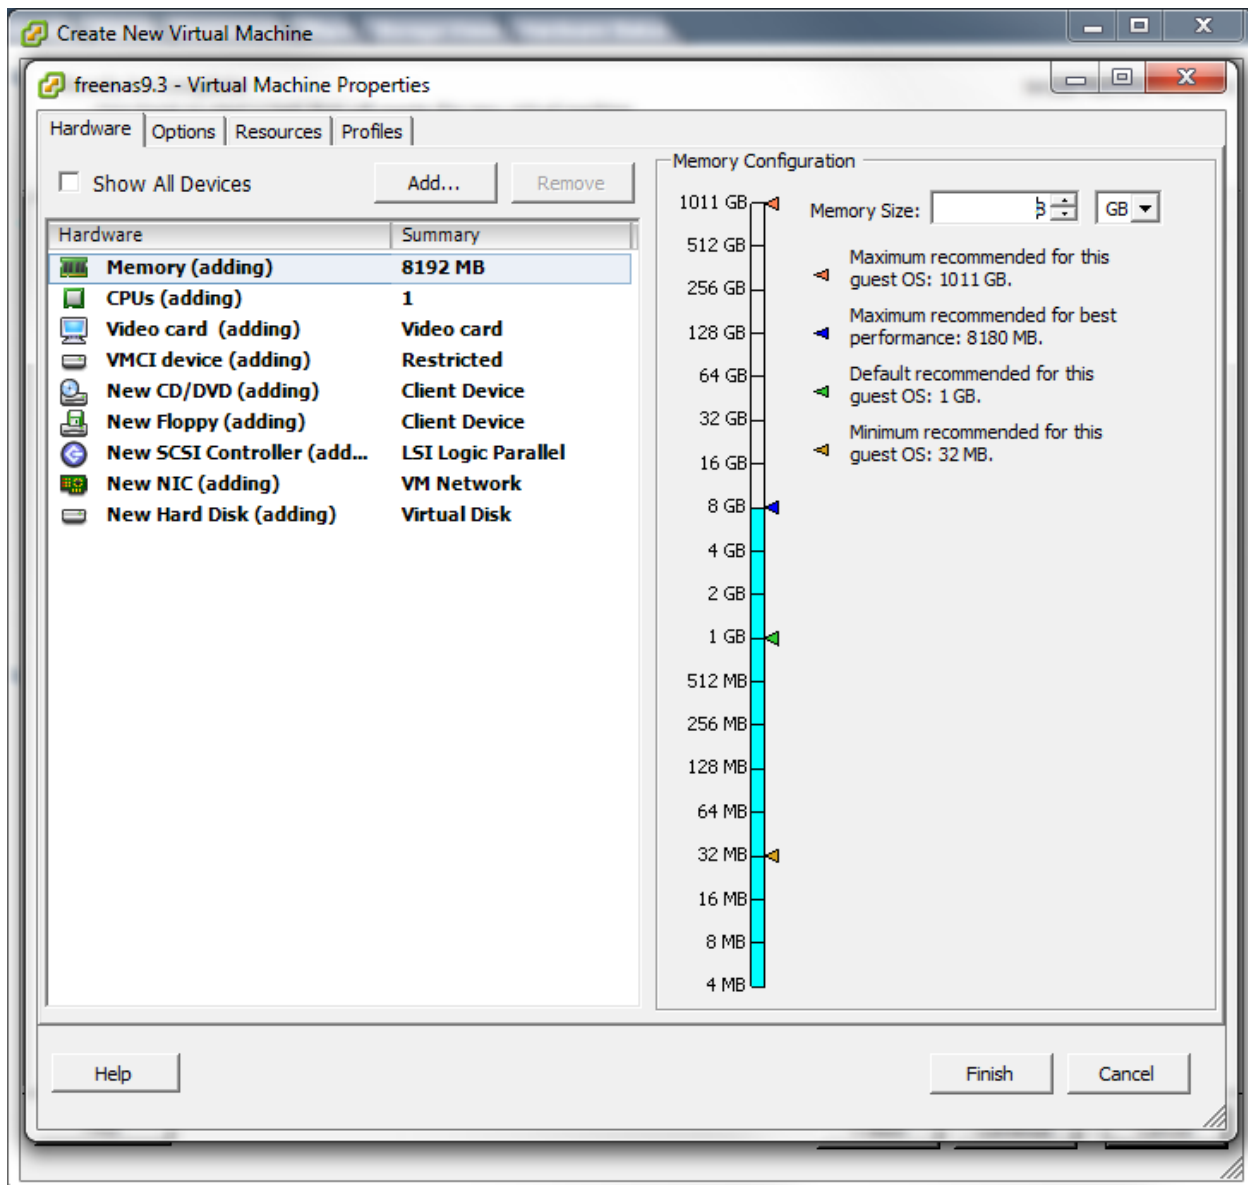 Create New Virtual Machine
freenas9.3 - Virtual Machine Properties
Hardware Options Resources Profiles
Show All Devices Add... Remove
Hardware Summary
Memory (adding) 8192 MB
CPUs (adding) 1
Video card (adding) Video card
VMCI device (adding) Restricted
New CD/DVD (adding) Client Device
New Floppy (adding) Client Device
New SCSI Controller (add... LSI Logic Parallel
New NIC (adding) VM Network
New Hard Disk (adding) Virtual Disk
Memory Configuration
1011 GB
512 GB
256 GB
128 GB
64 GB
32 GB
16 GB
8 GB
4 GB
2 GB
1 GB
512 MB
256 MB
128 MB
64 MB
32 MB
16 MB
8 MB
4 MB
Memory Size: GB
Maximum recommended for this
guest OS: 1011 GB.
Maximum recommended for best
performance: 8180 MB.
Default recommended for this
guest OS: 1 GB.
Minimum recommended for this
guest OS: 32 MB.
Help Finish Cancel